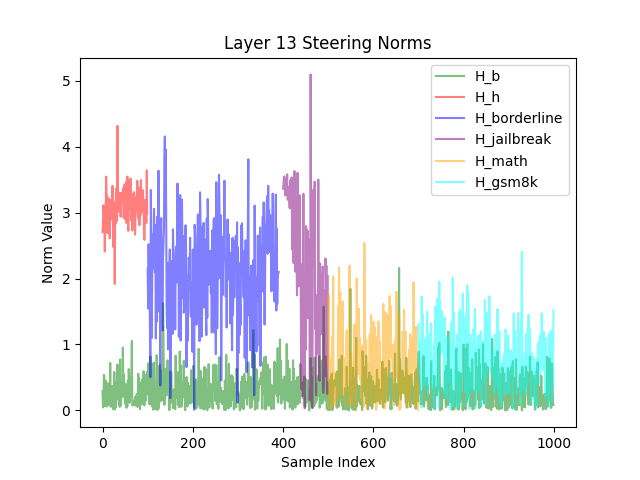 Layer 13 Steering Norms
H_b
H_h
H_borderline
H_jailbreak
H_math
H_gsm8k
Norm Value
5
4
3
2
1
0
0 200 400 600 800 1000
Sample Index